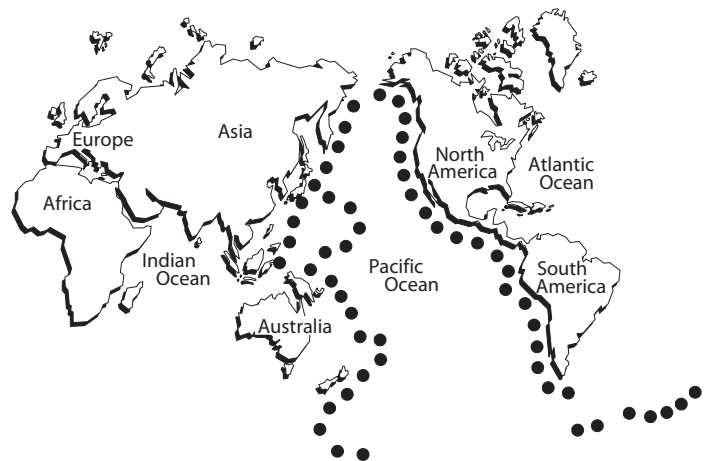 Europe
Asia
North
America
Atlantic
Ocean
Africa
Indian
Ocean
Pacific
Ocean
South
America
Australia